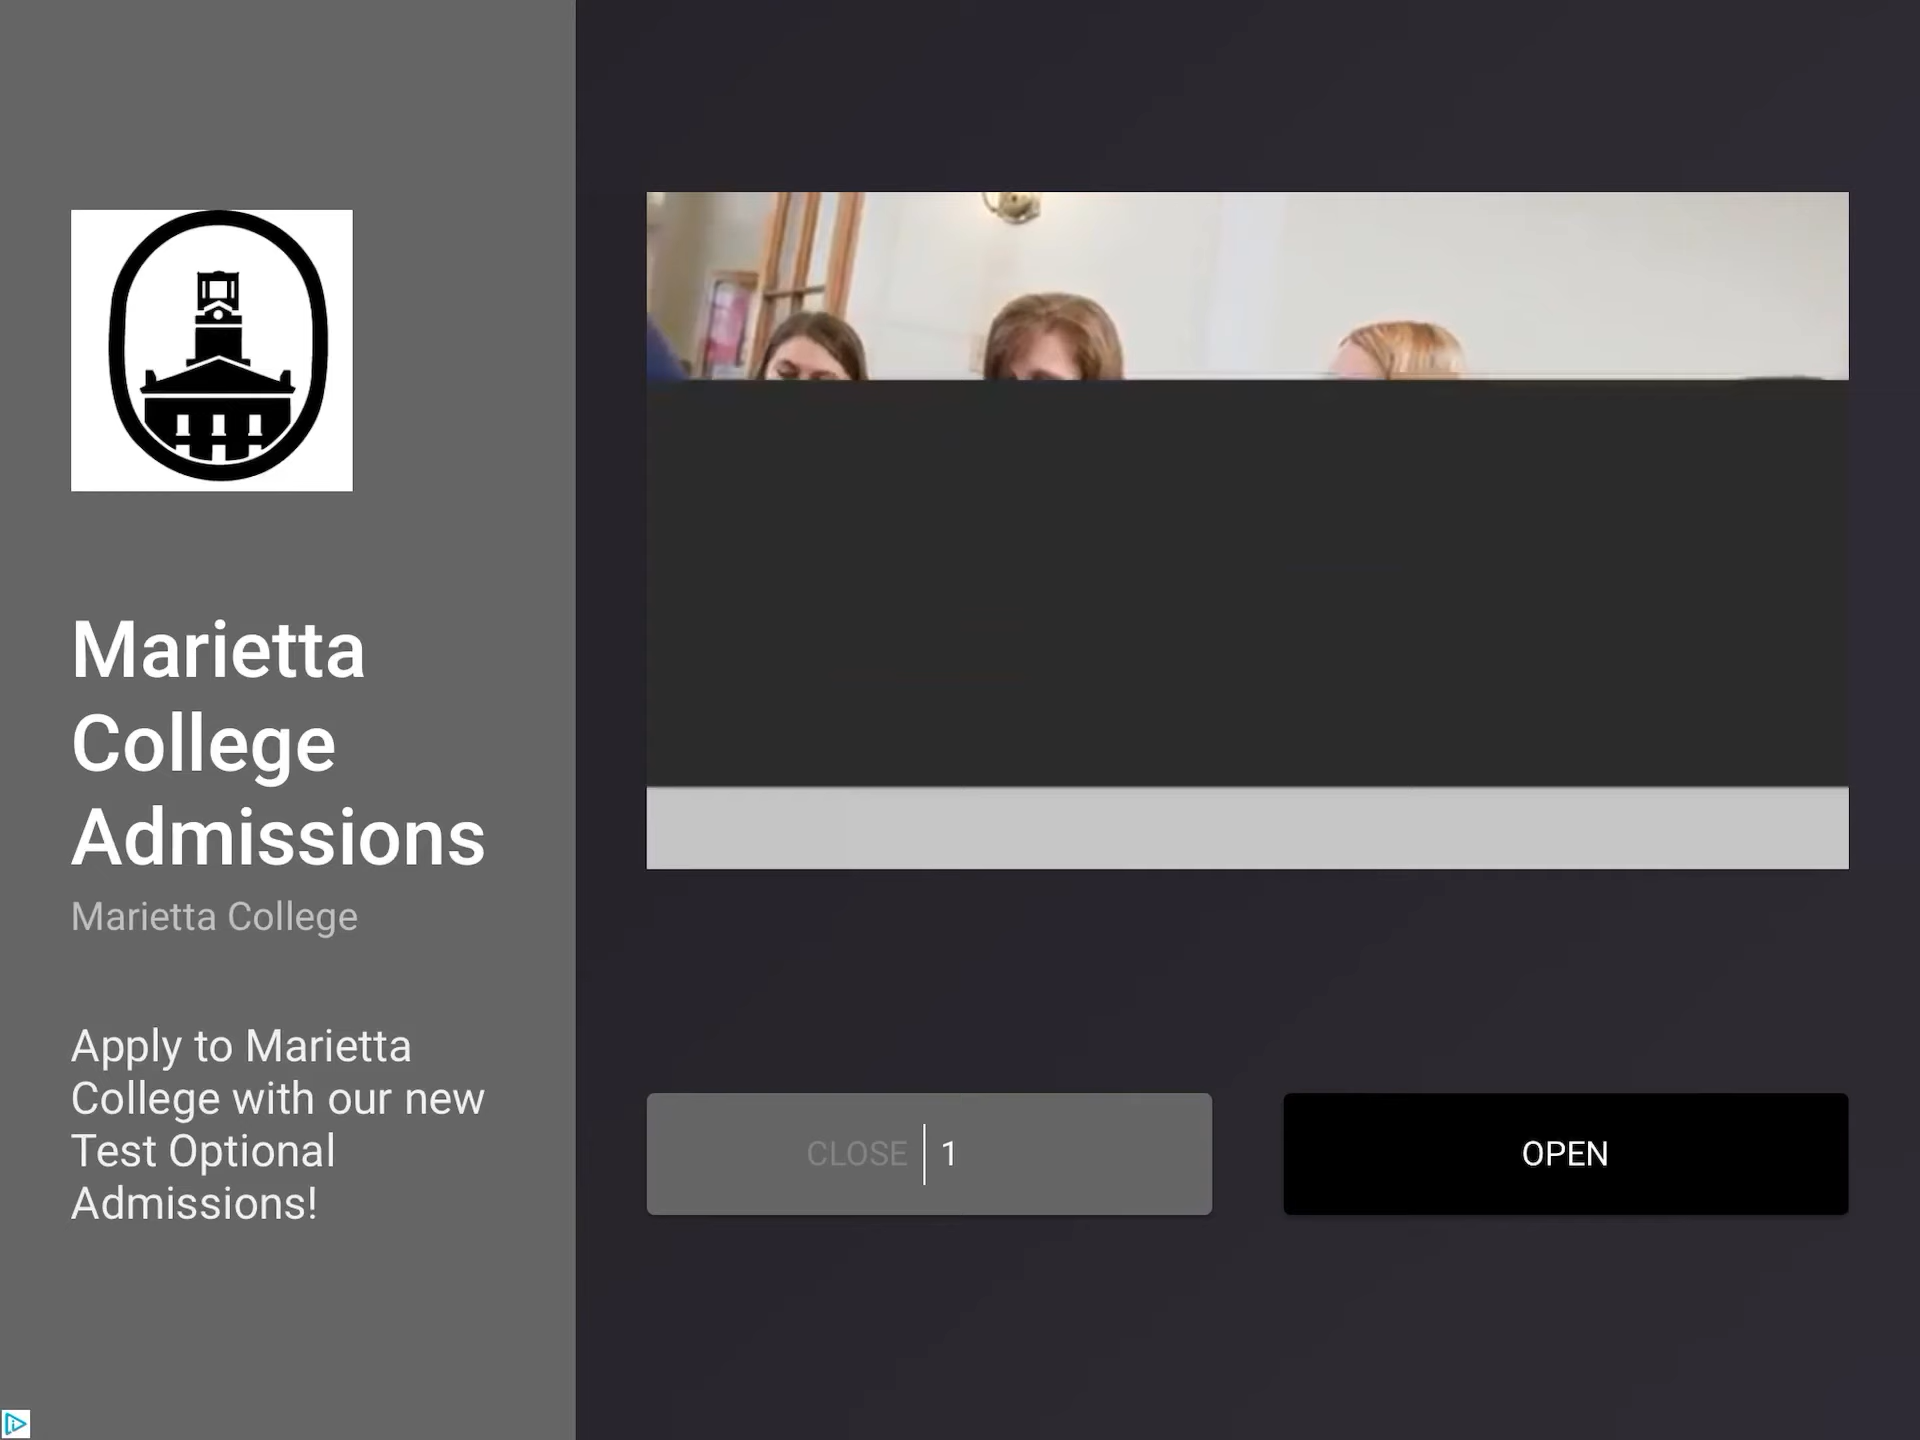 Marietta
College
Admissions
Marietta College
Apply to Marietta
College with our new
Test Optional
Admissions!
CLOSE | 1
OPEN